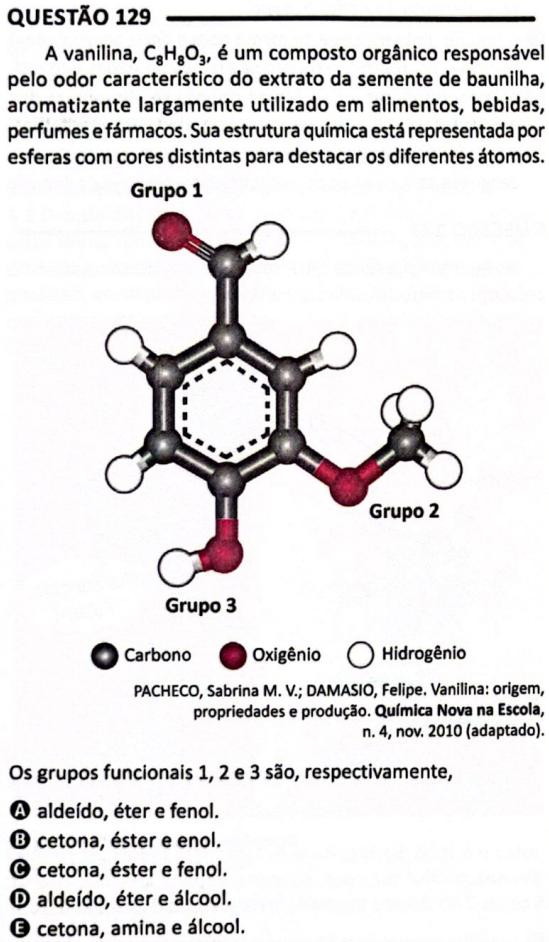 QUESTÃO 129
A vanilina, C₈H₈O₃, é um composto orgânico responsável
pelo odor característico do extrato da semente de baunilha,
aromatizante largamente utilizado em alimentos, bebidas,
perfumes e fármacos. Sua estrutura química está representada por
esferas com cores distintas para destacar os diferentes átomos.
Grupo 1
Grupo 2
Grupo 3
Carbono Oxigênio Hidrogênio
PACHECO, Sabrina M. V.; DAMASIO, Felipe. Vanilina: origem,
propriedades e produção. Química Nova na Escola,
n. 4, nov. 2010 (adaptado).
Os grupos funcionais 1, 2 e 3 são, respectivamente,
A aldeído, éter e fenol.
B cetona, éster e enol.
C cetona, éster e fenol.
D aldeído, éter e álcool.
E cetona, amina e álcool.